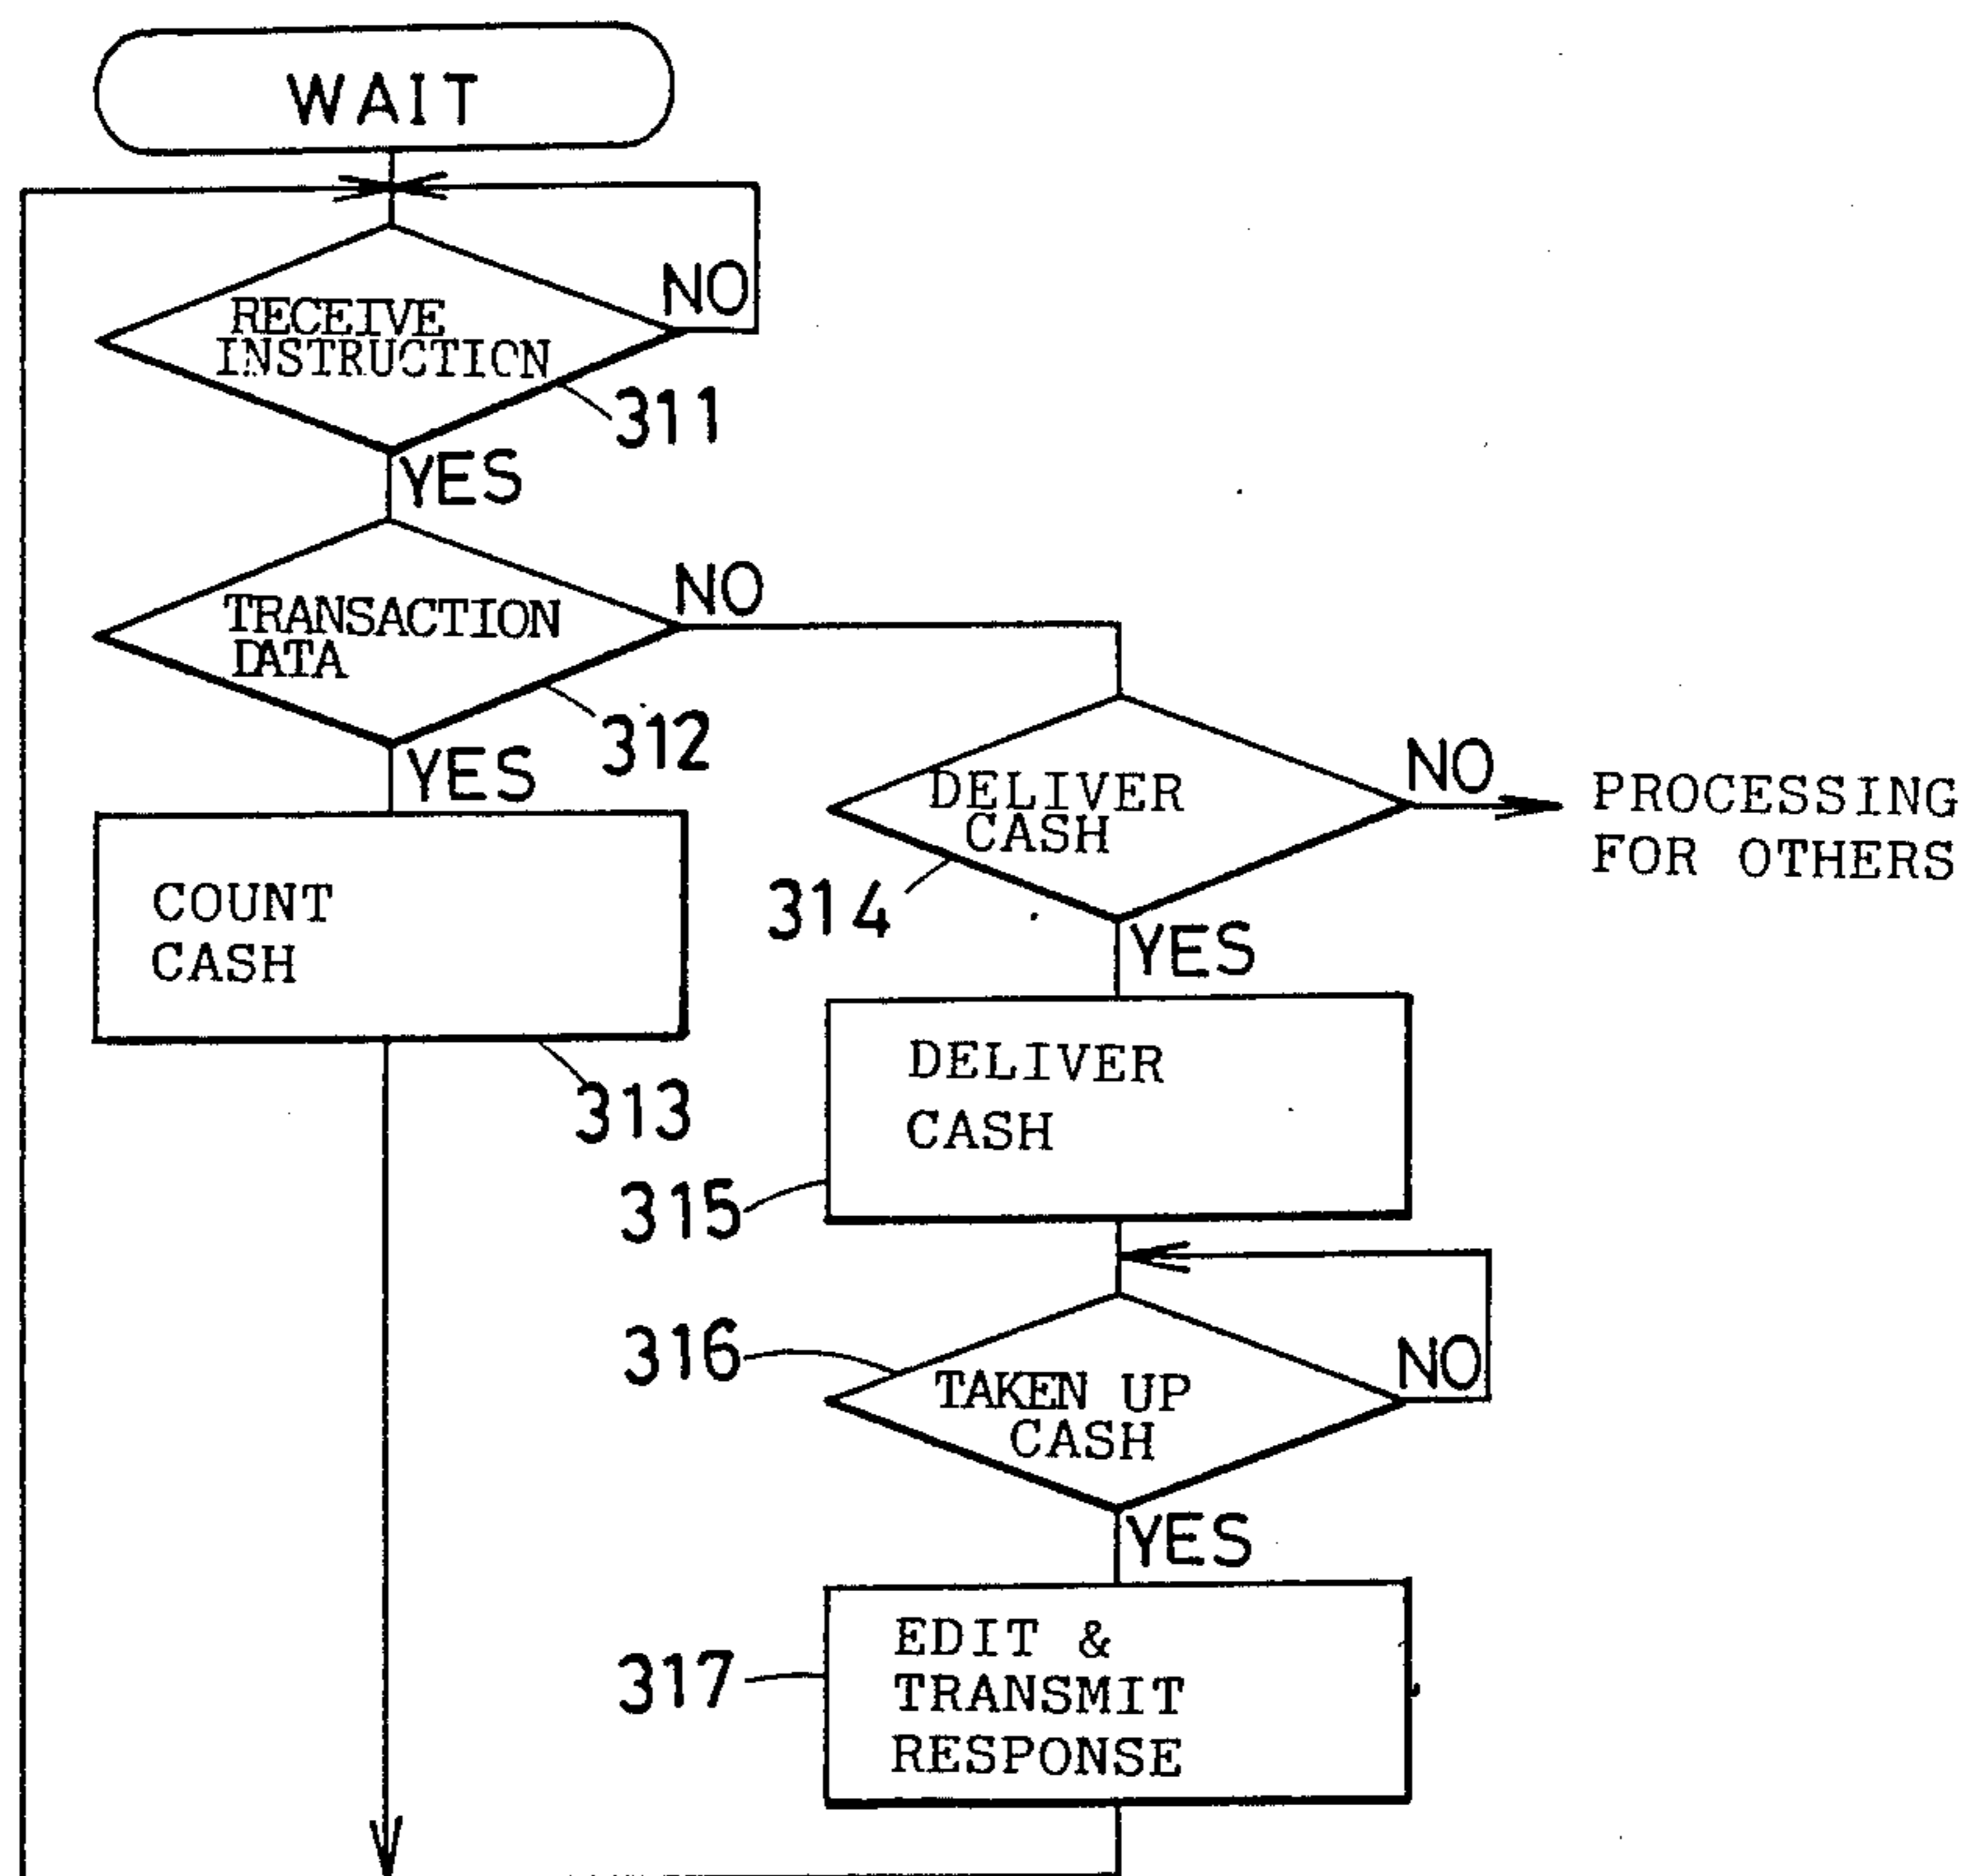 WAIT
NO
RECEIVE
INSTRUCTION
311
YES
NO
TRANSACTION
DATA
312
YES
COUNT
CASH
313
DELIVER
CASH
NO
PROCESSING
FOR OTHERS
314
YES
DELIVER
CASH
315
316
NO
TAKEN UP
CASH
YES
317
EDIT &
TRANSMIT
RESPONSE